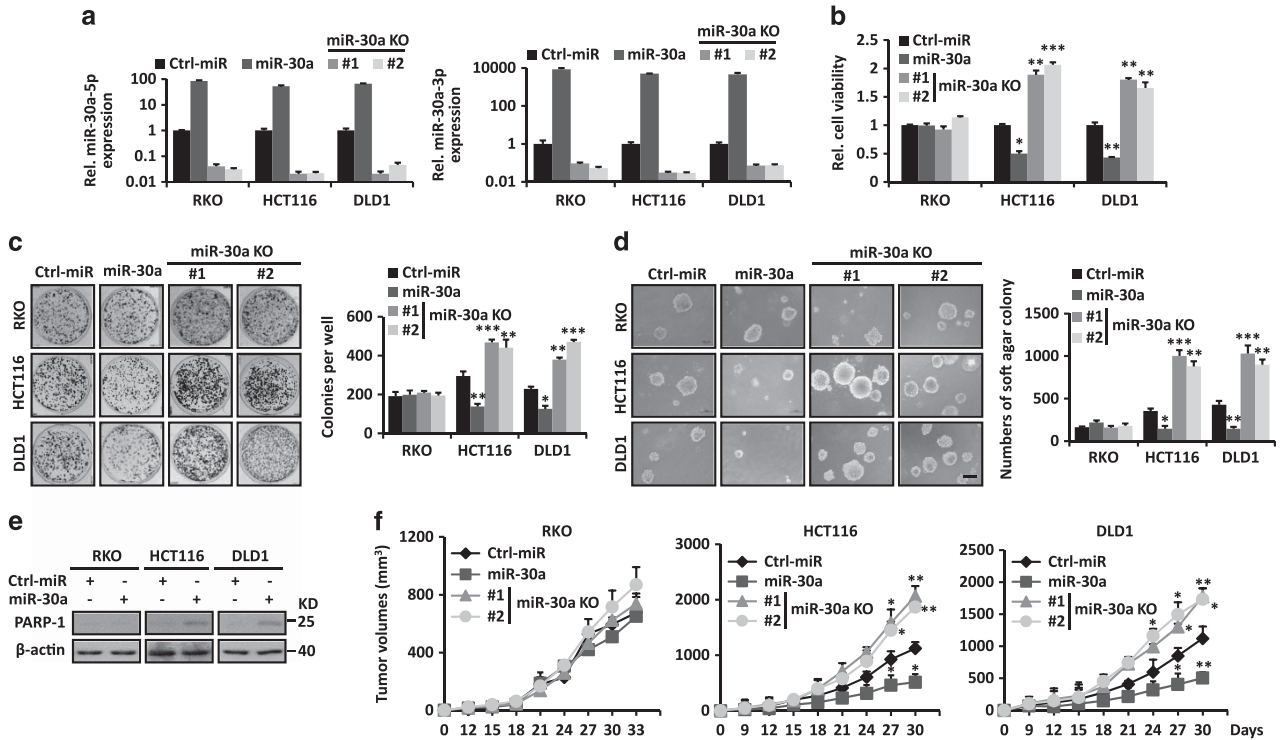 a
miR-30a KO
Ctrl-miR miR-30a #1 #2
Rel. miR-30a-5p
expression
100
10
1
0.1
0.01
RKO HCT116 DLD1
miR-30a KO
Ctrl-miR miR-30a #1 #2
Rel. miR-30a-3p
expression
10000
100
1
0.01
RKO HCT116 DLD1
b
Ctrl-miR
miR-30a
#1
#2
miR-30a KO
Rel. cell viability
2.5
2
1.5
1
0.5
0
* ** *** ** ** **
RKO HCT116 DLD1
c
miR-30a KO
Ctrl-miR miR-30a #1 #2
RKO
HCT116
DLD1
Ctrl-miR
miR-30a
#1
#2
miR-30a KO
Colonies per well
600
400
200
0
** *** ** * ** ***
RKO HCT116 DLD1
d
miR-30a KO
Ctrl-miR miR-30a #1 #2
RKO
HCT116
DLD1
Ctrl-miR
miR-30a
#1
#2
miR-30a KO
Numbers of soft agar colony
1500
1000
500
0
* *** ** ** *** **
RKO HCT116 DLD1
e
RKO HCT116 DLD1
Ctrl-miR + - + - + -
miR-30a - + - + - + KD
PARP-1 25
β-actin 40
f
RKO
Tumor volumes (mm³)
1200
800
400
0
Ctrl-miR
miR-30a
#1
#2
miR-30a KO
0 12 15 18 21 24 27 30 33
HCT116
3000
2000
1000
0
Ctrl-miR
miR-30a
#1
#2
miR-30a KO
* ** ** * * *
0 9 12 15 18 21 24 27 30
DLD1
2500
2000
1500
1000
500
0
Ctrl-miR
miR-30a
#1
#2
miR-30a KO
* * ** * * * **
0 9 12 15 18 21 24 27 30 Days